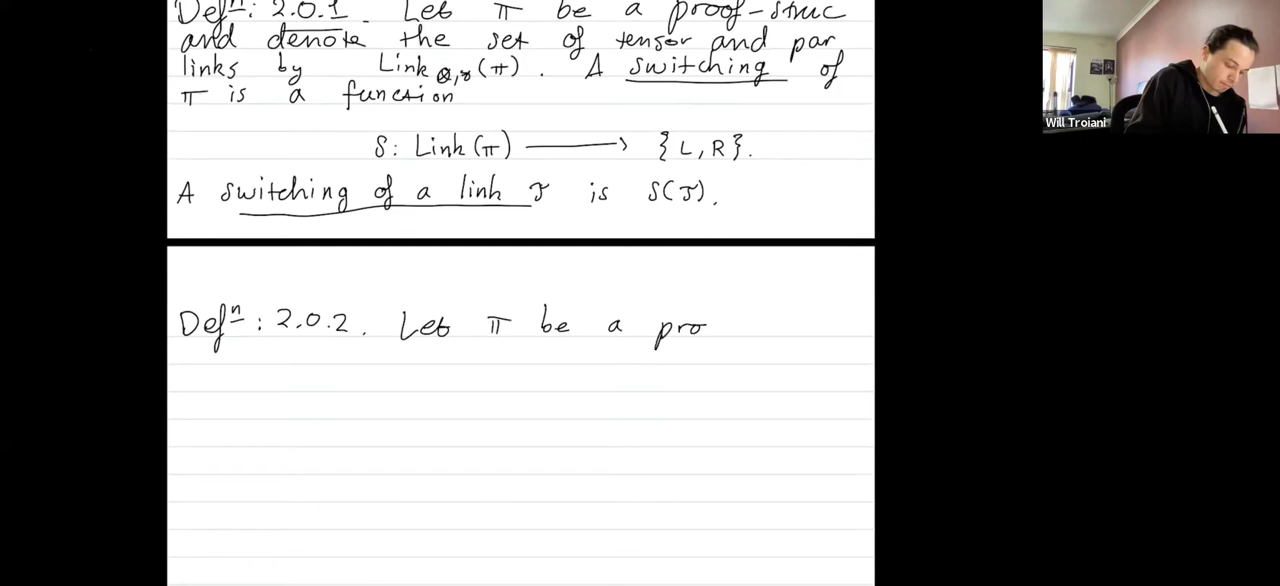 Defⁿ: 2.0.1. Let π be a proof-struc
and denote the set of tensor and par
links by Link⊗,⅋(π). A switching of
π is a funcsion
S: Link(π) ⟶ {L,R}.
A switching of a link τ is S(τ).
Defⁿ: 2.0.2. Let π be a pro
Will Troiani